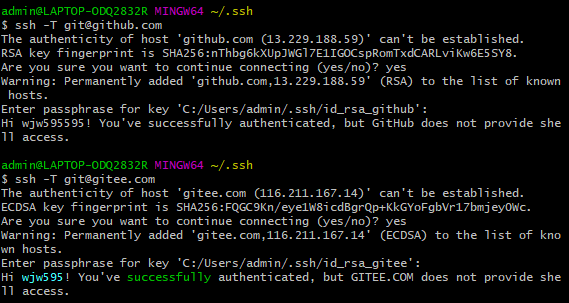 admin@LAPTOP-ODQ2832R MINGW64 ~/.ssh
$ ssh -T git@github.com
The authenticity of host 'github.com (13.229.188.59)' can't be established.
RSA key fingerprint is SHA256:nThbg6kXUpJWGl7E1IGOCspRomTxdCARLviKw6E5SY8.
Are you sure you want to continue connecting (yes/no)? yes
Warning: Permanently added 'github.com,13.229.188.59' (RSA) to the list of known
 hosts.
Enter passphrase for key 'C:/Users/admin/.ssh/id_rsa_github':
Hi wjw595595! You've successfully authenticated, but GitHub does not provide she
ll access.
admin@LAPTOP-ODQ2832R MINGW64 ~/.ssh
$ ssh -T git@gitee.com
The authenticity of host 'gitee.com (116.211.167.14)' can't be established.
ECDSA key fingerprint is SHA256:FQGC9Kn/eye1W8icdBgrQp+KkGYoFgbVr17bmjeyOWc.
Are you sure you want to continue connecting (yes/no)? yes
Warning: Permanently added 'gitee.com,116.211.167.14' (ECDSA) to the list of kno
wn hosts.
Enter passphrase for key 'C:/Users/admin/.ssh/id_rsa_gitee':
Hi wjw595! You've successfully authenticated, but GITEE.COM does not provide she
ll access.